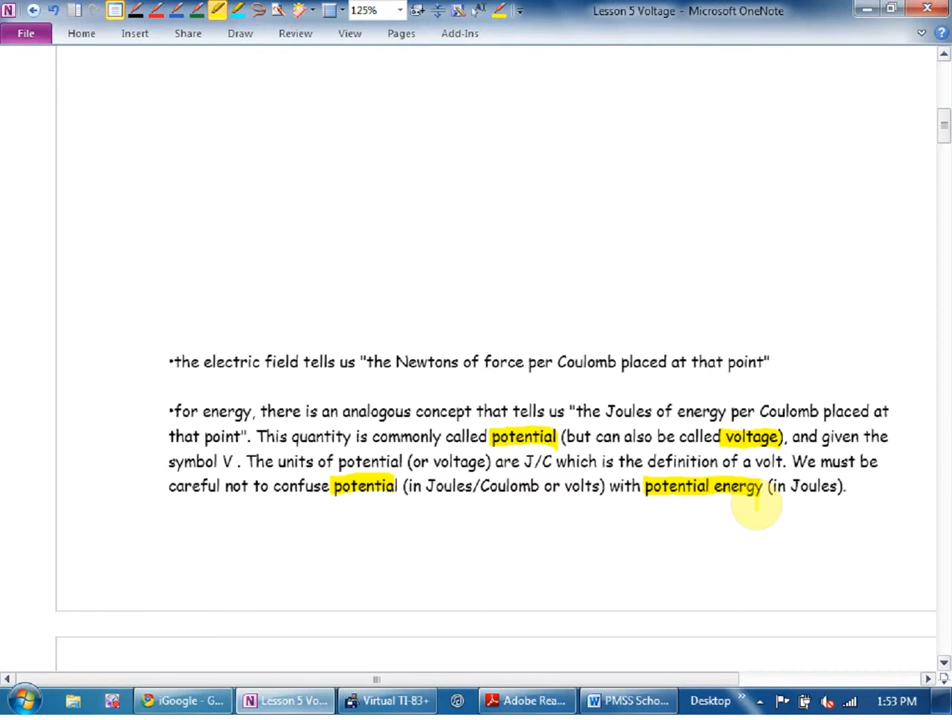 125%
Lesson 5 Voltage - Microsoft OneNote
File Home Insert Share Draw Review View Pages Add-Ins
•the electric field tells us "the Newtons of force per Coulomb placed at that point"
•for energy, there is an analogous concept that tells us "the Joules of energy per Coulomb placed at
that point". This quantity is commonly called potential (but can also be called voltage), and given the
symbol V . The units of potential (or voltage) are J/C which is the definition of a volt. We must be
careful not to confuse potential (in Joules/Coulomb or volts) with potential energy (in Joules).
iGoogle - G... Lesson 5 Vo... Virtual TI-83+ Adobe Rea... PMSS Scho... Desktop » 1:53 PM